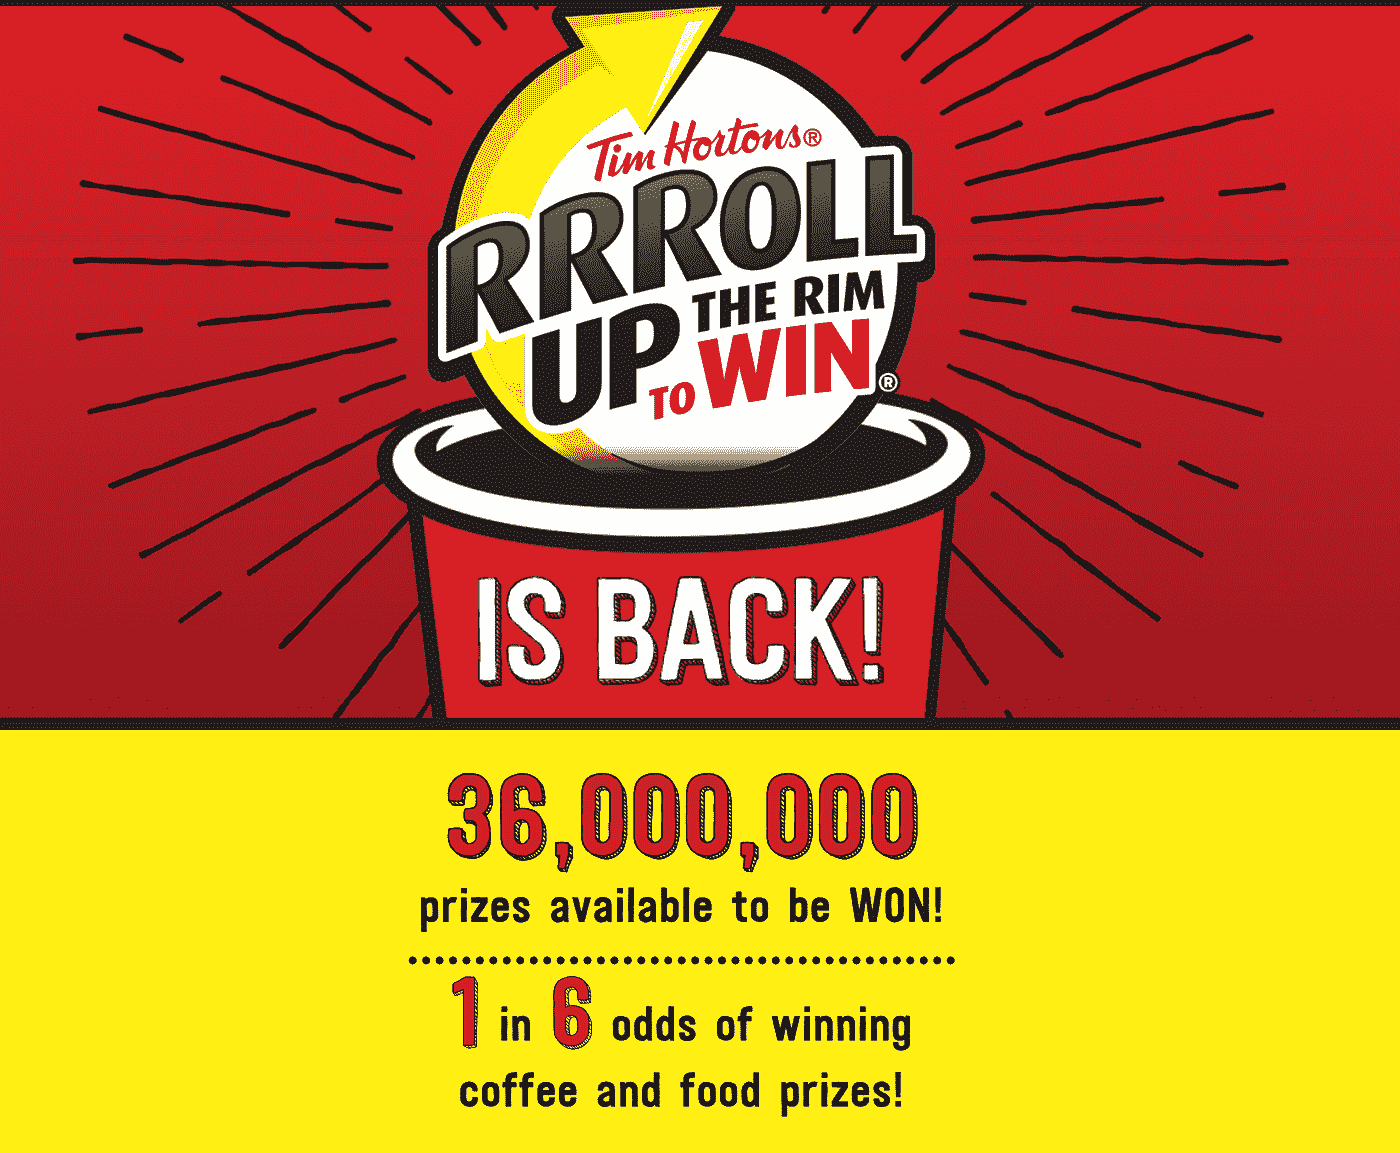 Tim Hortons®
RRROLL
UP THE RIM
TO WIN®
IS BACK!
36,000,000
prizes available to be WON!
1 in 6 odds of winning
coffee and food prizes!